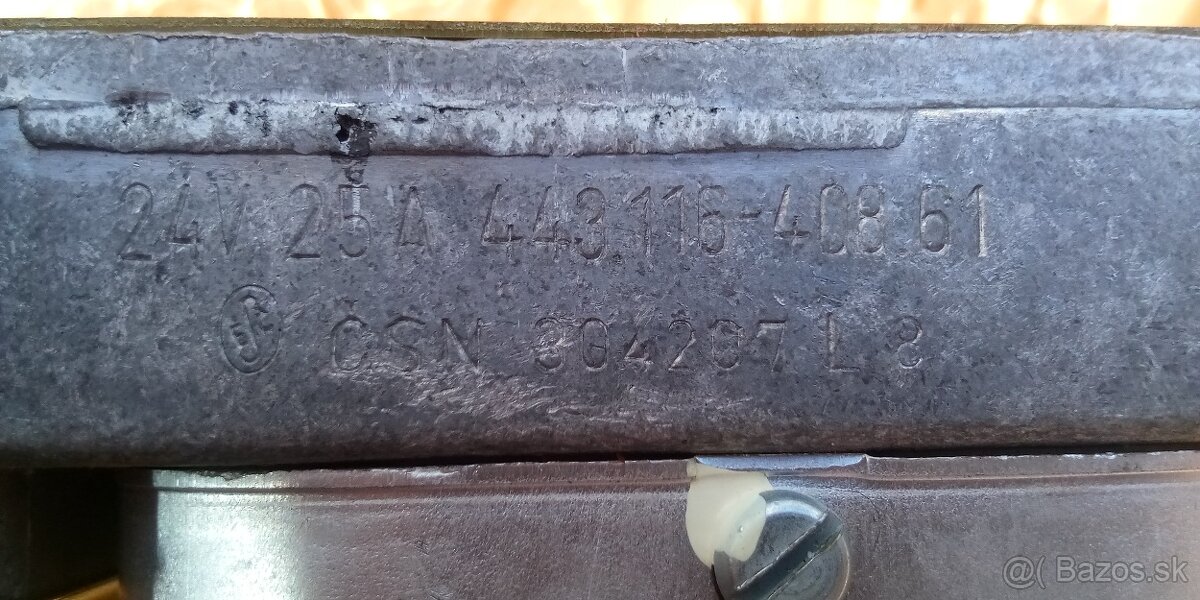 24V 25A 443 116-408.61
ČSN 304207 L 8
@( Bazos.sk